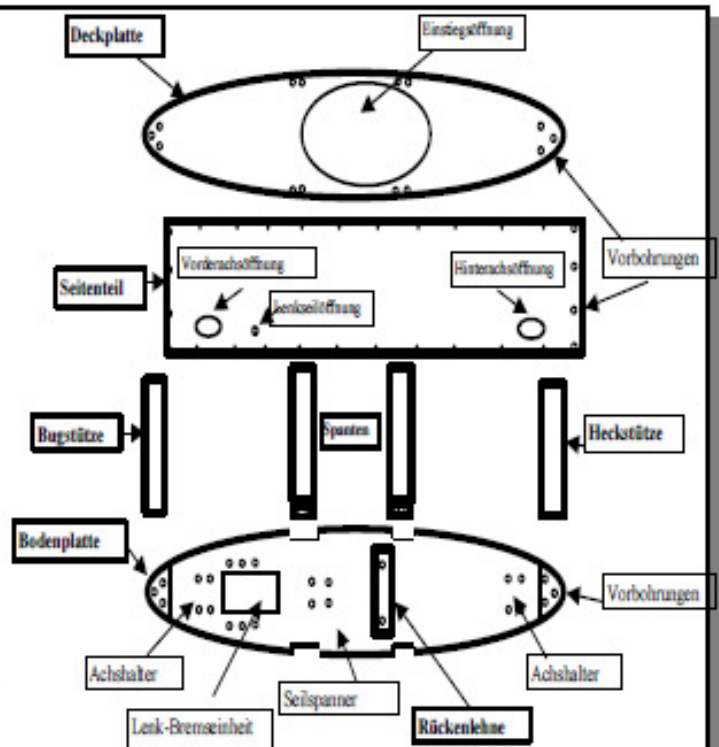 Deckplatte
Einstiegsöffnung
Vorbohrungen
Seitenteil
Vorderachsöffnung
Lenkseilöffnung
Hinterachsöffnung
Bugstütze
Spanten
Heckstütze
Bodenplatte
Vorbohrungen
Achshalter
Lenk-Bremseinheit
Seilspanner
Rückenlehne
Achshalter